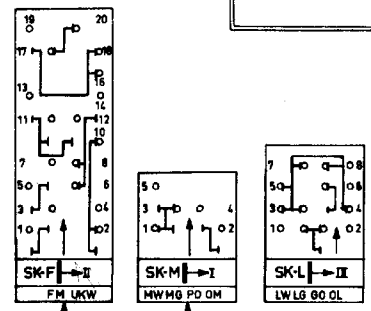 19 20
17 18
16
13 14
11 12
10
7 8
5 6
3 4
1 2
SK-F II
FM UKW
5
3 4
1 2
SK-M I
MW MG PO OM
7 8
5 6
3 4
1 2
SK-L III
LW LG GO OL